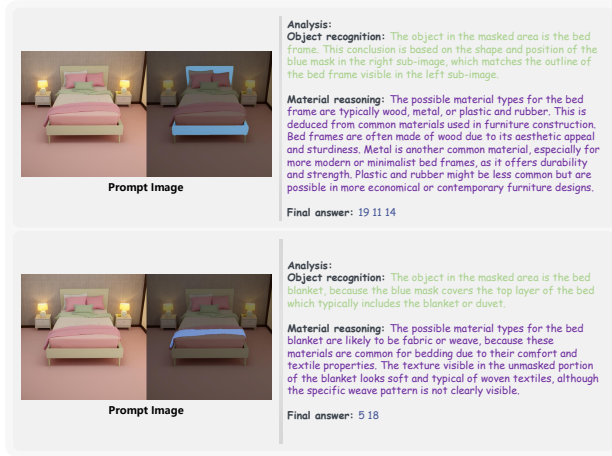 Analysis:
Object recognition: The object in the masked area is the bed
frame. This conclusion is based on the shape and position of the
blue mask in the right sub-image, which matches the outline of
the bed frame visible in the left sub-image.
Material reasoning: The possible material types for the bed
frame are typically wood, metal, or plastic and rubber. This is
deduced from common materials used in furniture construction.
Bed frames are often made of wood due to its aesthetic appeal
and sturdiness. Metal is another common material, especially for
more modern or minimalist bed frames, as it offers durability
and strength. Plastic and rubber might be less common but are
possible in more economical or contemporary furniture designs.
Final answer: 19 11 14
Prompt Image
Analysis:
Object recognition: The object in the masked area is the bed
blanket, because the blue mask covers the top layer of the bed
which typically includes the blanket or duvet.
Material reasoning: The possible material types for the bed
blanket are likely to be fabric or weave, because these
materials are common for bedding due to their comfort and
textile properties. The texture visible in the unmasked portion
of the blanket looks soft and typical of woven textiles, although
the specific weave pattern is not clearly visible.
Final answer: 5 18
Prompt Image